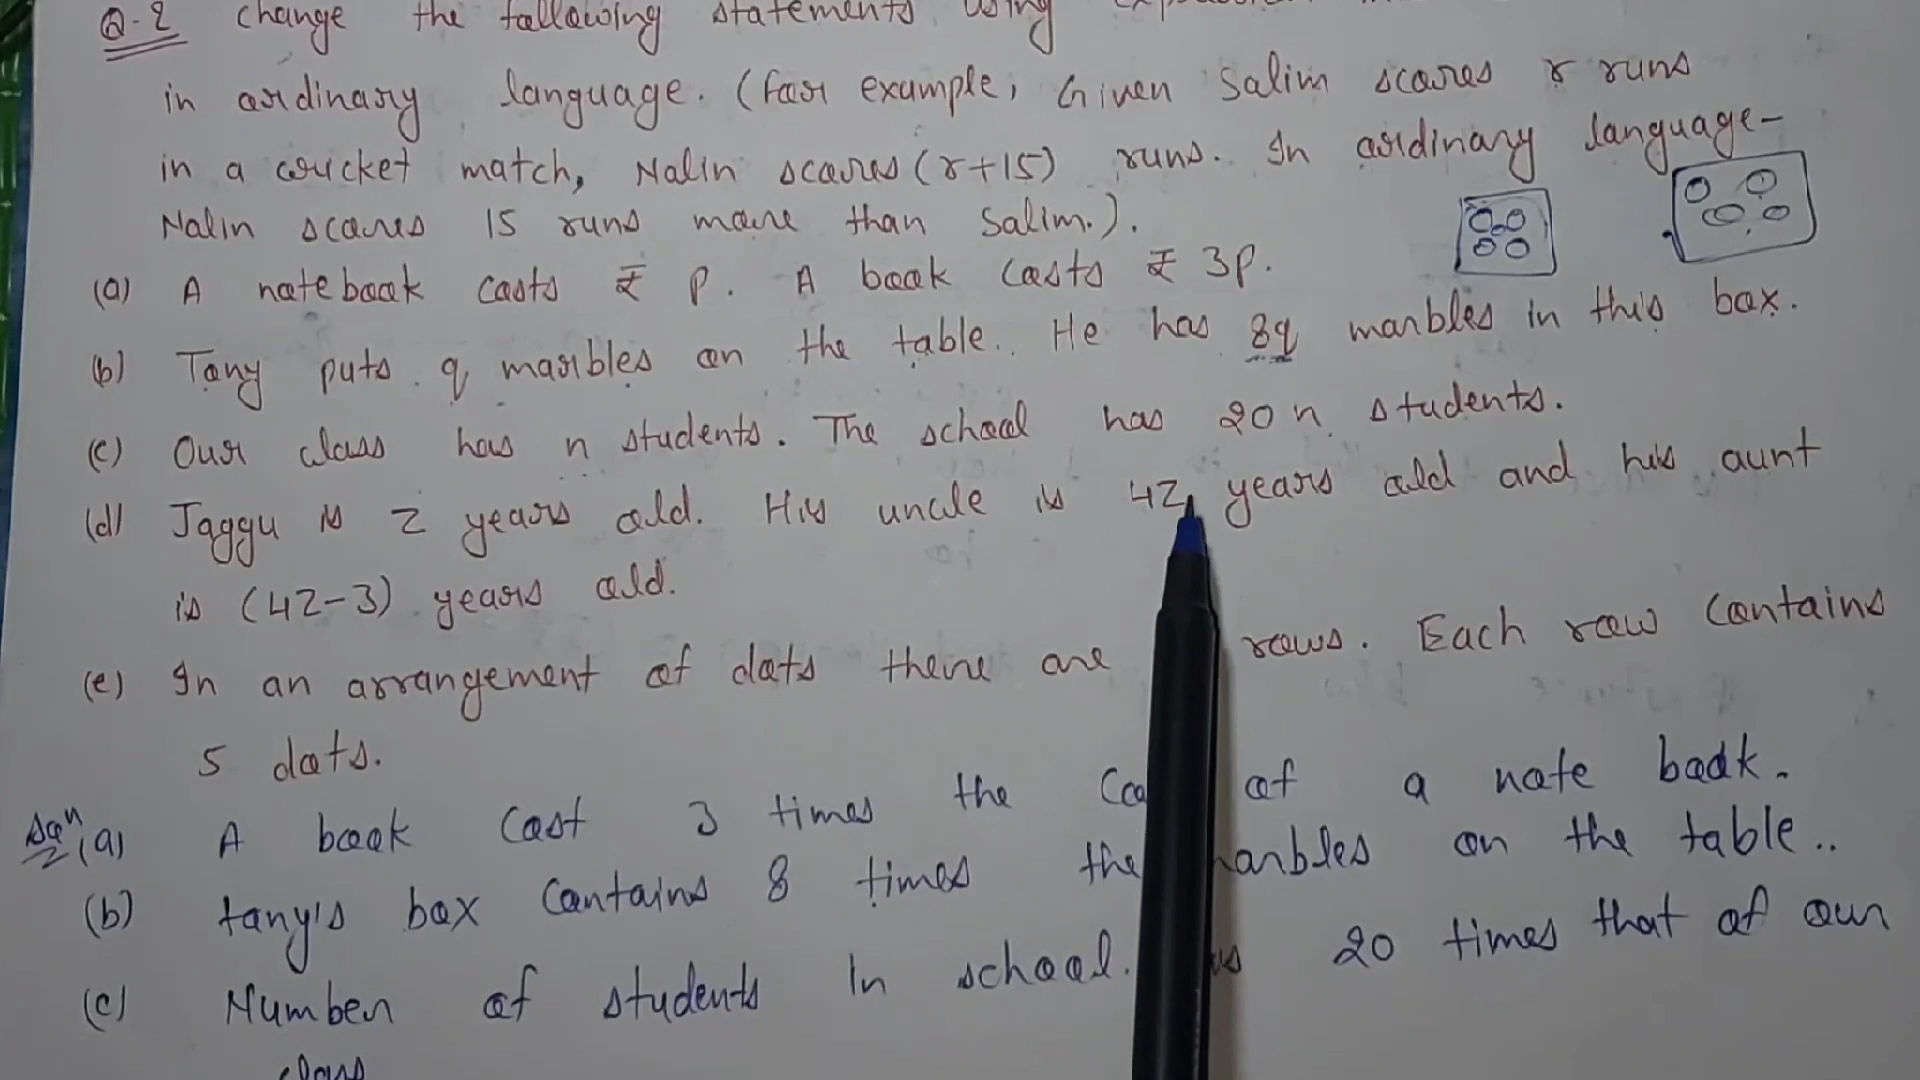 Q.2 Change the following statements using
in ordinary language. (For example, Given Salim scores r runs
in a cricket match, Nalin scores (r+15) runs. In ordinary language-
Nalin scores 15 runs more than Salim.).
(a) A note book costs ₹ p. A book costs ₹ 3p.
(b) Tony puts q marbles on the table. He has 8q marbles in this box.
(c) Our class has n students. The school has 20n students.
(d) Jaggu is z years old. His uncle is 4z years old and his aunt
is (4z-3) years old.
(e) In an arrangement of dots there are rows. Each row contains
5 dots.
Soln (a) A book cost 3 times the of a note book.
(b) tony's box contains 8 times the marbles on the table..
(c) Number of students In school. is 20 times that of our
class